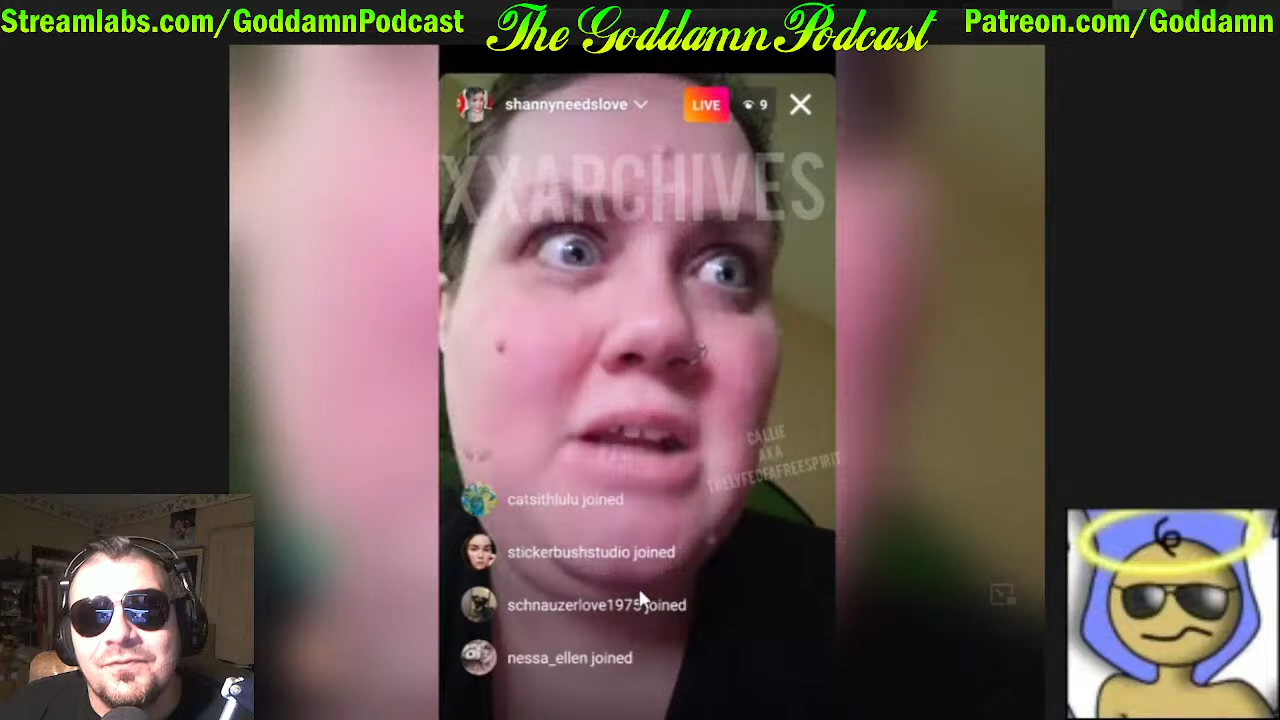 Streamlabs.com/GoddamnPodcast
The Goddamn Podcast
Patreon.com/Goddamn
shannyneedslove
LIVE
9
XXARCHIVES
CALLIE
AKA
THELYFEOFAFREESPIRIT
catsithlulu joined
stickerbushstudio joined
schnauzerlove1975 joined
nessa_ellen joined